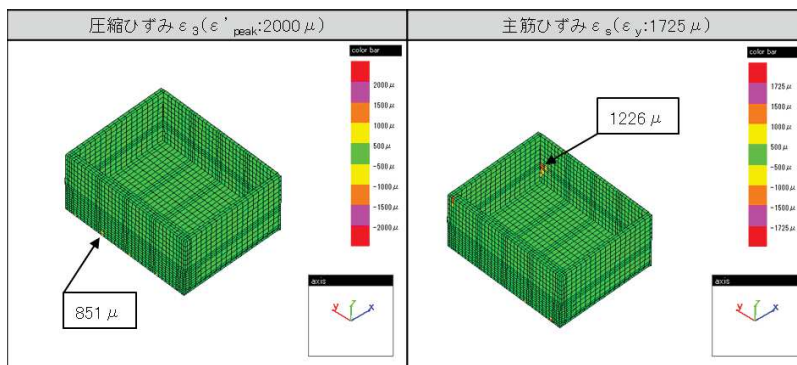 圧縮ひずみε3(ε'peak:2000μ)
主筋ひずみεs(εy:1725μ)
color bar
2000μ
1500μ
1000μ
500μ
-500μ
-1000μ
-1500μ
-2000μ
851μ
axis
y
z
x
color bar
1725μ
1500μ
1000μ
500μ
-500μ
-1000μ
-1500μ
-1725μ
1226μ
axis
y
z
x